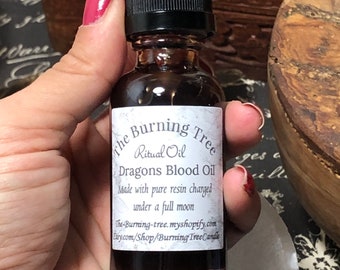 The Burning Tree
Ritual Oil
Dragons Blood Oil
Made with pure resin charged
under a full moon
The-Burning-tree.myshopify.com
Etsy.com/Shop/BurningTreeCandle